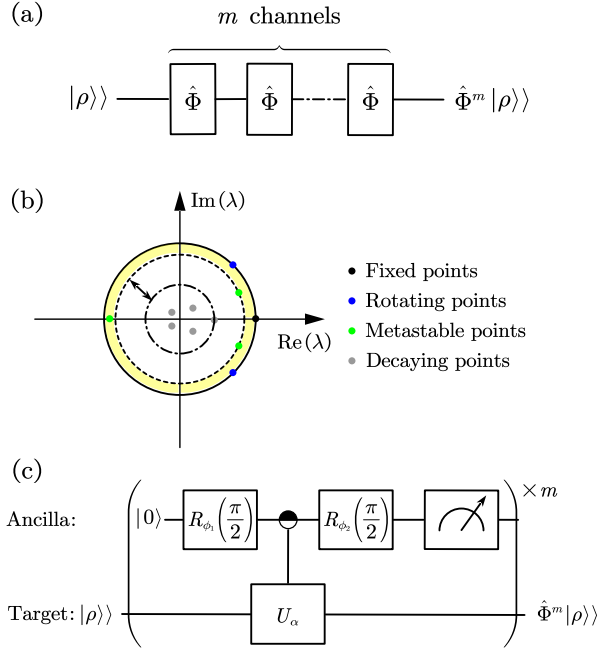 (a)
m channels
|ρ⟩⟩ Φ̂ Φ̂ Φ̂ Φ̂ᵐ |ρ⟩⟩
(b)
Im(λ)
Re(λ)
Fixed points
Rotating points
Metastable points
Decaying points
(c)
×m
Ancilla: |0⟩ R_{ϕ₁}(π/2) R_{ϕ₂}(π/2)
Target: |ρ⟩⟩ U_α Φ̂ᵐ|ρ⟩⟩